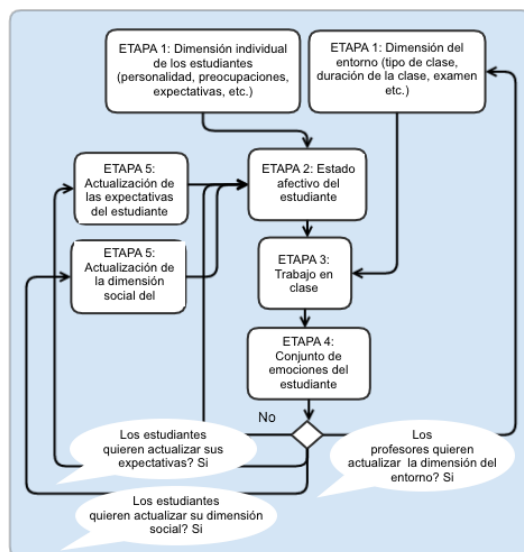 ETAPA 1: Dimensión individual
de los estudiantes
(personalidad, preocupaciones,
expectativas, etc.)
ETAPA 1: Dimensión del
entorno (tipo de clase,
duración de la clase, examen
etc.)
ETAPA 5:
Actualización de
las expectativas
del estudiante
ETAPA 2: Estado
afectivo del
estudiante
ETAPA 5:
Actualización de
la dimensión
social del
ETAPA 3:
Trabajo en
clase
ETAPA 4:
Conjunto de
emociones del
estudiante
No
Los estudiantes
quieren actualizar sus
expectativas? Si
Los
profesores quieren
actualizar la dimensión del
entorno? Si
Los estudiantes
quieren actualizar su dimensión
social? Si